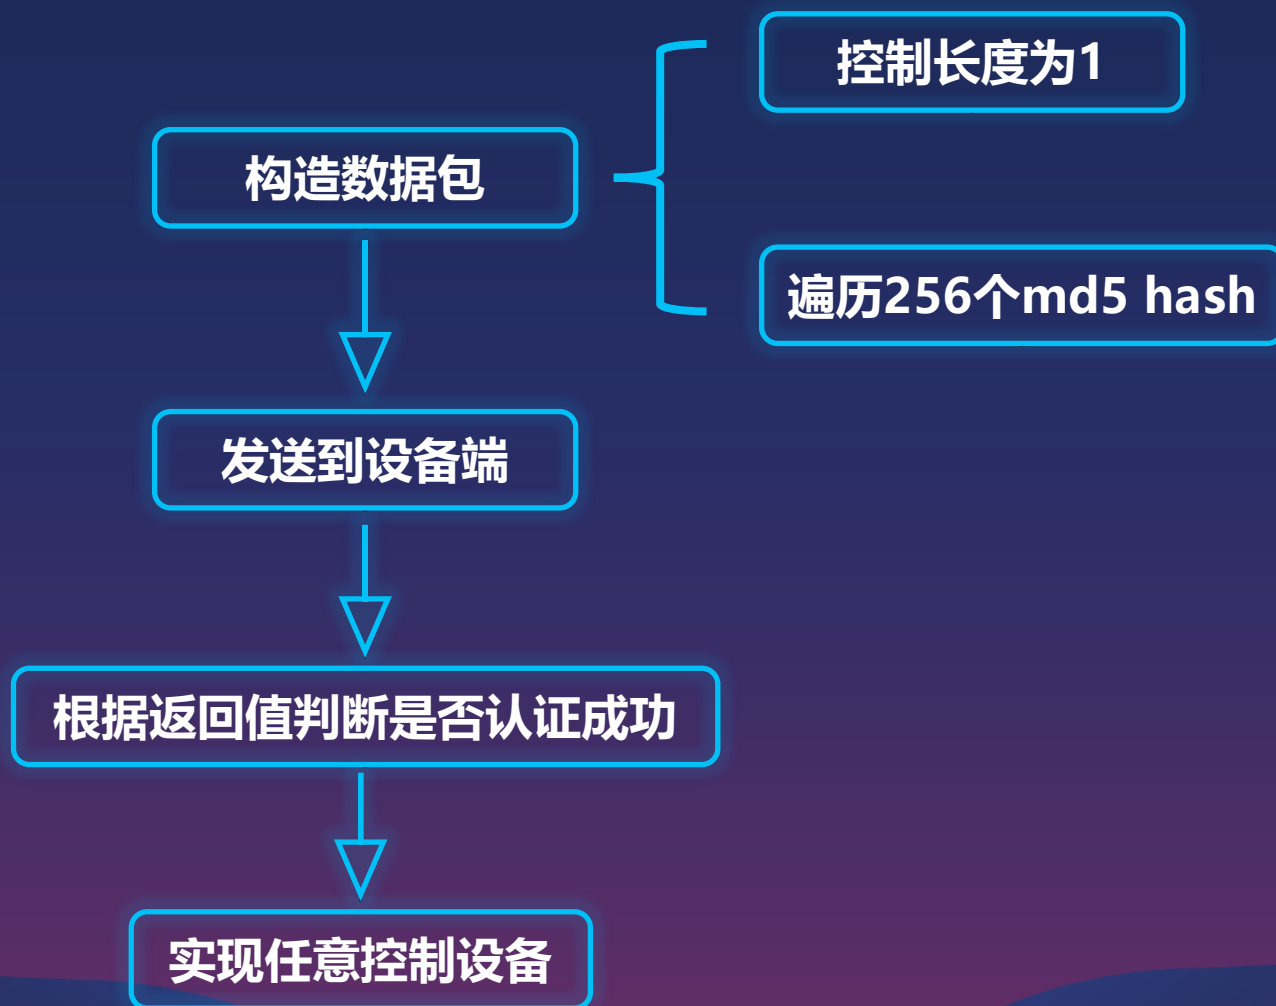 控制长度为1
构造数据包
遍历256个md5 hash
发送到设备端
根据返回值判断是否认证成功
实现任意控制设备